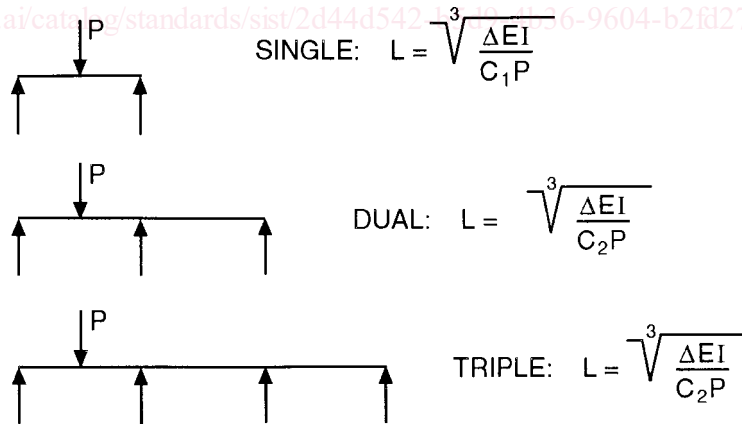 ai/catalog/standards/sist/2d44d542-
36-9604-b2fd2
P
SINGLE: L = ∛(ΔEI / C₁P)
P
DUAL: L = ∛(ΔEI / C₂P)
P
TRIPLE: L = ∛(ΔEI / C₂P)